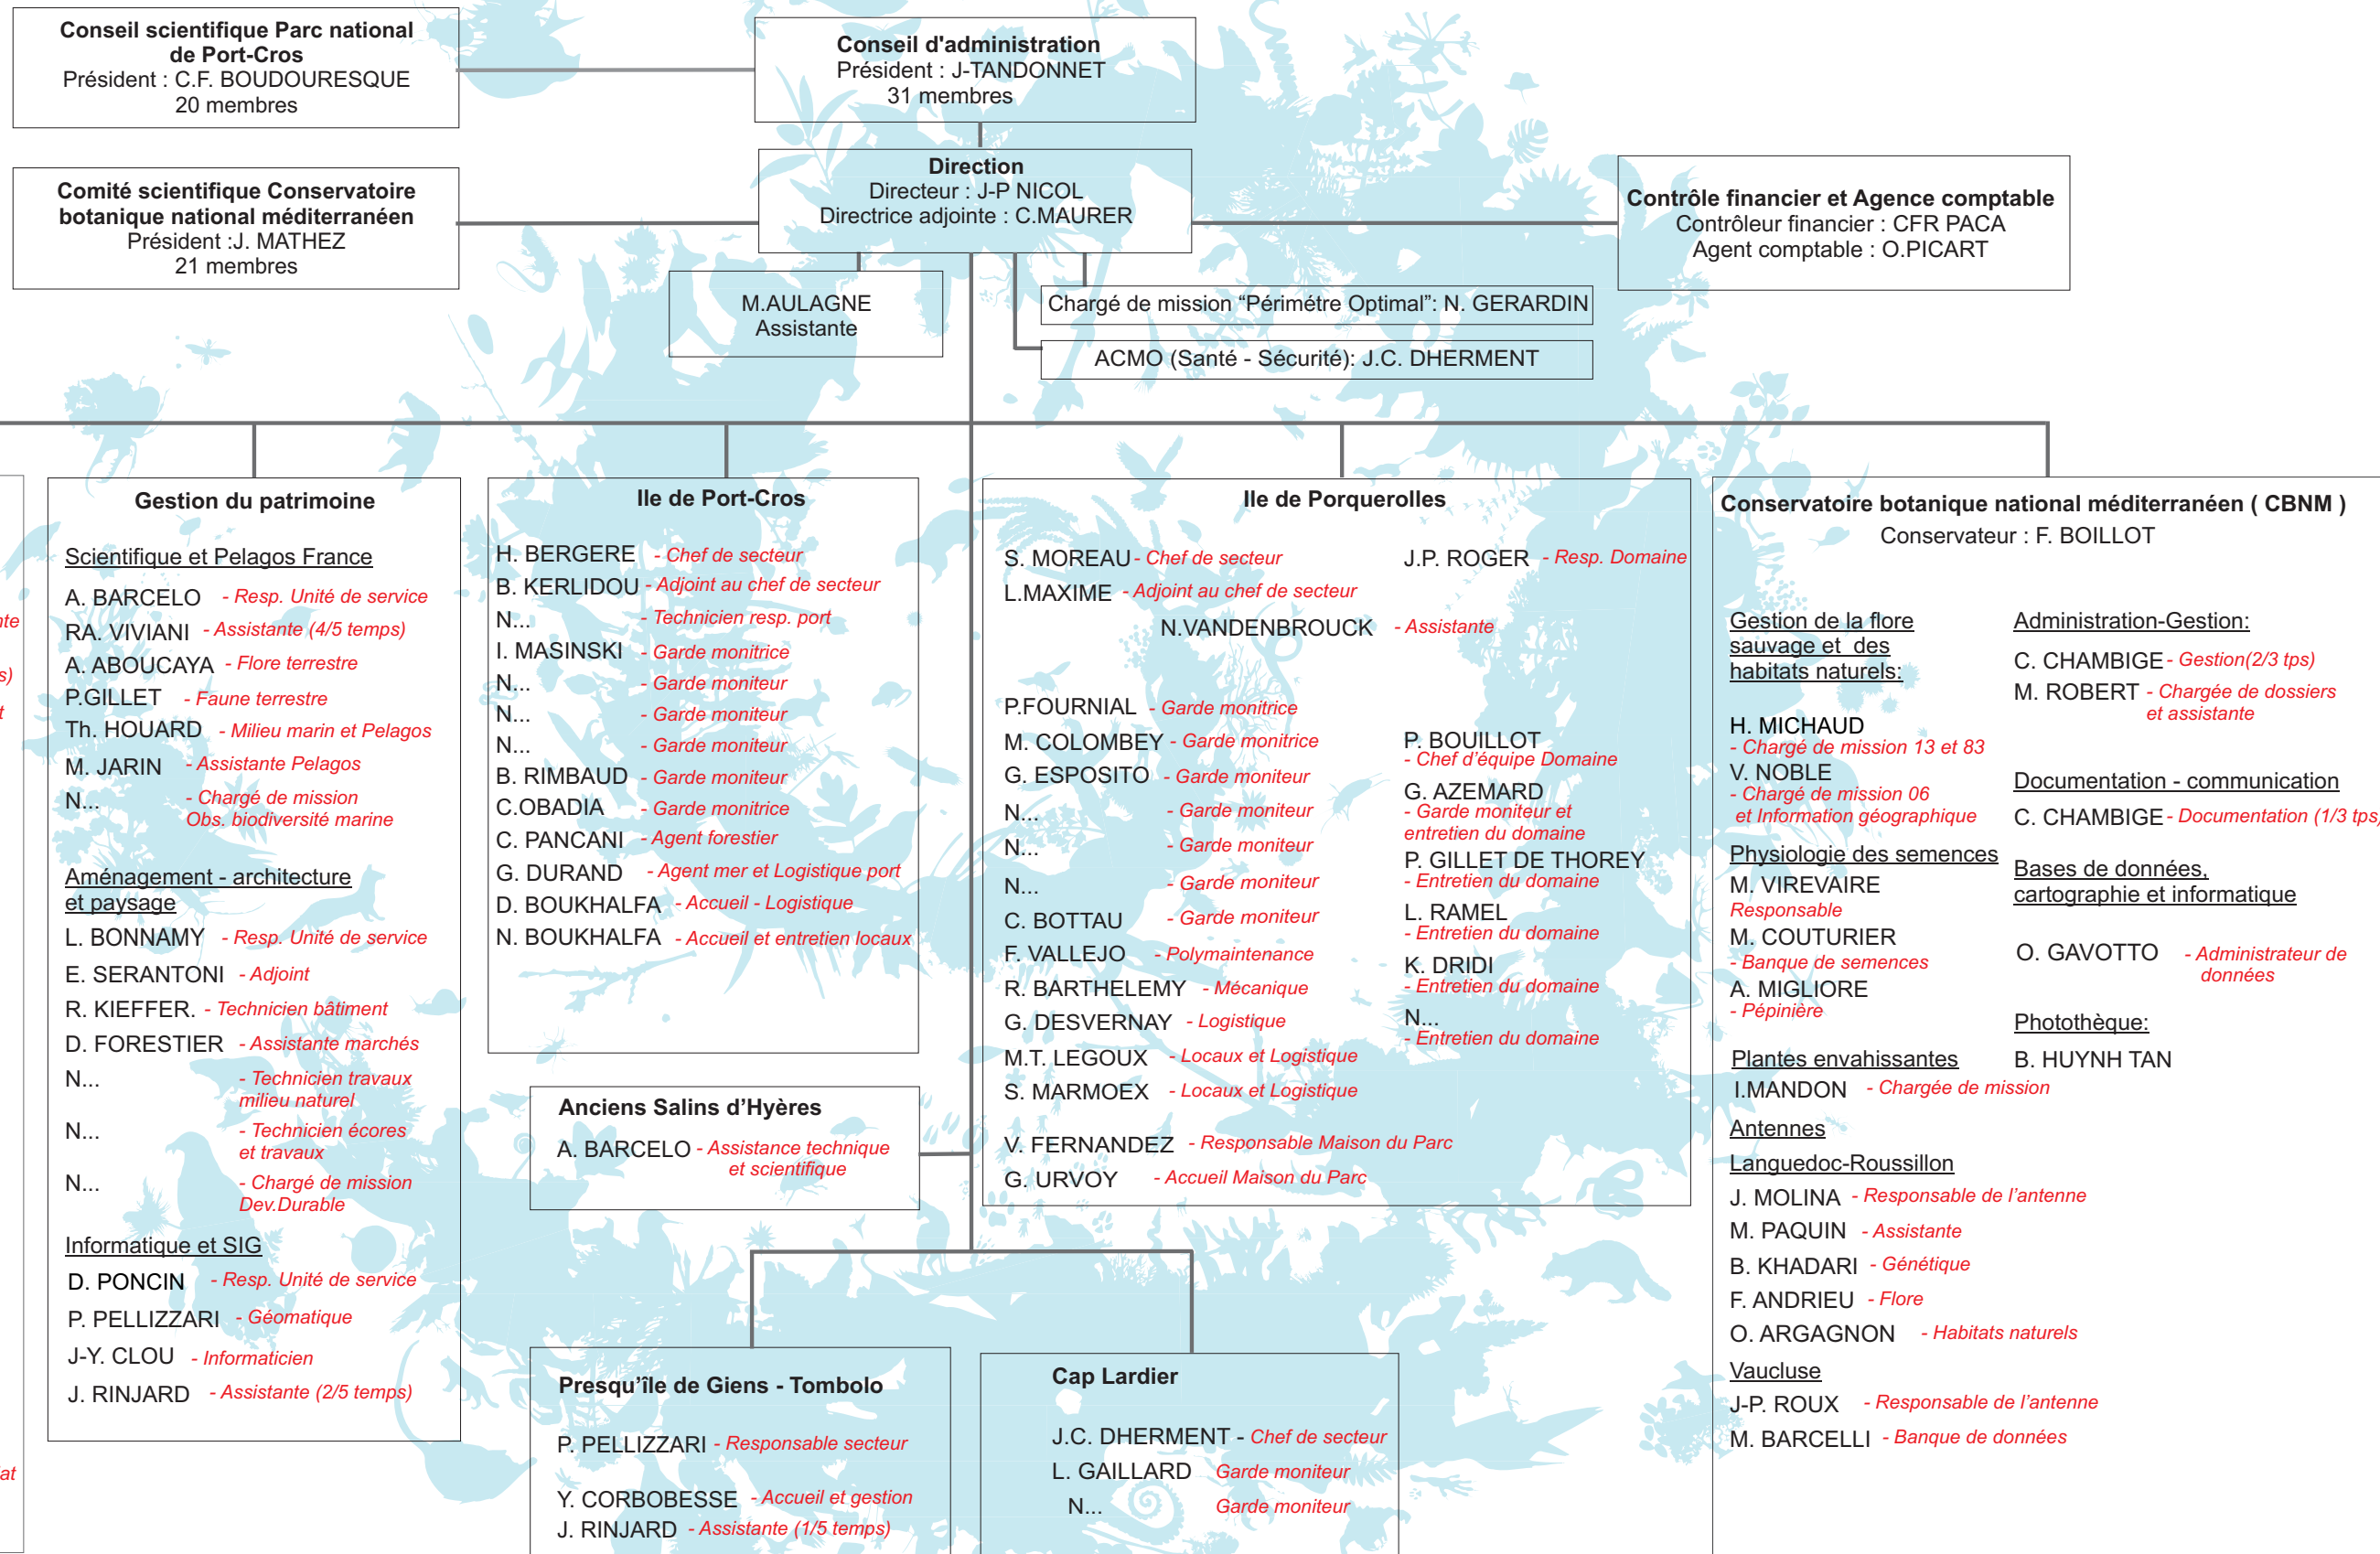 Conseil scientifique Parc national
de Port-Cros
Président : C.F. BOUDOURESQUE
20 membres
Conseil d'administration
Président : J-TANDONNET
31 membres
Comité scientifique Conservatoire
botanique national méditerranéen
Président :J. MATHEZ
21 membres
Direction
Directeur : J-P NICOL
Directrice adjointe : C.MAURER
Contrôle financier et Agence comptable
Contrôleur financier : CFR PACA
Agent comptable : O.PICART
M.AULAGNE
Assistante
Chargé de mission “Périmétre Optimal”: N. GERARDIN
ACMO (Santé - Sécurité): J.C. DHERMENT
Gestion du patrimoine
Scientifique et Pelagos France
A. BARCELO - Resp. Unité de service
RA. VIVIANI - Assistante (4/5 temps)
A. ABOUCAYA - Flore terrestre
P.GILLET - Faune terrestre
Th. HOUARD - Milieu marin et Pelagos
M. JARIN - Assistante Pelagos
N... - Chargé de mission
Obs. biodiversité marine
Aménagement - architecture
et paysage
L. BONNAMY - Resp. Unité de service
E. SERANTONI - Adjoint
R. KIEFFER. - Technicien bâtiment
D. FORESTIER - Assistante marchés
N... - Technicien travaux
milieu naturel
N... - Technicien écores
et travaux
N... - Chargé de mission
Dev.Durable
Informatique et SIG
D. PONCIN - Resp. Unité de service
P. PELLIZZARI - Géomatique
J-Y. CLOU - Informaticien
J. RINJARD - Assistante (2/5 temps)
Ile de Port-Cros
H. BERGERE - Chef de secteur
B. KERLIDOU - Adjoint au chef de secteur
N... - Technicien resp. port
I. MASINSKI - Garde monitrice
N... - Garde moniteur
N... - Garde moniteur
N... - Garde moniteur
B. RIMBAUD - Garde moniteur
C.OBADIA - Garde monitrice
C. PANCANI - Agent forestier
G. DURAND - Agent mer et Logistique port
D. BOUKHALFA - Accueil - Logistique
N. BOUKHALFA - Accueil et entretien locaux
Anciens Salins d’Hyères
A. BARCELO - Assistance technique
et scientifique
Presqu’île de Giens - Tombolo
P. PELLIZZARI - Responsable secteur
Y. CORBOBESSE - Accueil et gestion
J. RINJARD - Assistante (1/5 temps)
Ile de Porquerolles
S. MOREAU - Chef de secteur
L.MAXIME - Adjoint au chef de secteur
J.P. ROGER - Resp. Domaine
N.VANDENBROUCK - Assistante
P.FOURNIAL - Garde monitrice
M. COLOMBEY - Garde monitrice
G. ESPOSITO - Garde moniteur
N... - Garde moniteur
N... - Garde moniteur
N... - Garde moniteur
C. BOTTAU - Garde moniteur
F. VALLEJO - Polymaintenance
R. BARTHELEMY - Mécanique
G. DESVERNAY - Logistique
M.T. LEGOUX - Locaux et Logistique
S. MARMOEX - Locaux et Logistique
V. FERNANDEZ - Responsable Maison du Parc
G. URVOY - Accueil Maison du Parc
P. BOUILLOT
- Chef d’équipe Domaine
G. AZEMARD
- Garde moniteur et
entretien du domaine
P. GILLET DE THOREY
- Entretien du domaine
L. RAMEL
- Entretien du domaine
K. DRIDI
- Entretien du domaine
N...
- Entretien du domaine
Cap Lardier
J.C. DHERMENT - Chef de secteur
L. GAILLARD Garde moniteur
N... Garde moniteur
Conservatoire botanique national méditerranéen ( CBNM )
Conservateur : F. BOILLOT
Gestion de la flore
sauvage et des
habitats naturels:
H. MICHAUD
- Chargé de mission 13 et 83
V. NOBLE
- Chargé de mission 06
et Information géographique
Physiologie des semences
M. VIREVAIRE
Responsable
M. COUTURIER
- Banque de semences
A. MIGLIORE
- Pépinière
Plantes envahissantes
I.MANDON - Chargée de mission
Antennes
Languedoc-Roussillon
J. MOLINA - Responsable de l’antenne
M. PAQUIN - Assistante
B. KHADARI - Génétique
F. ANDRIEU - Flore
O. ARGAGNON - Habitats naturels
Vaucluse
J-P. ROUX - Responsable de l’antenne
M. BARCELLI - Banque de données
Administration-Gestion:
C. CHAMBIGE - Gestion(2/3 tps)
M. ROBERT - Chargée de dossiers
et assistante
Documentation - communication
C. CHAMBIGE - Documentation (1/3 tps)
Bases de données,
cartographie et informatique
O. GAVOTTO - Administrateur de
données
Photothèque:
B. HUYNH TAN